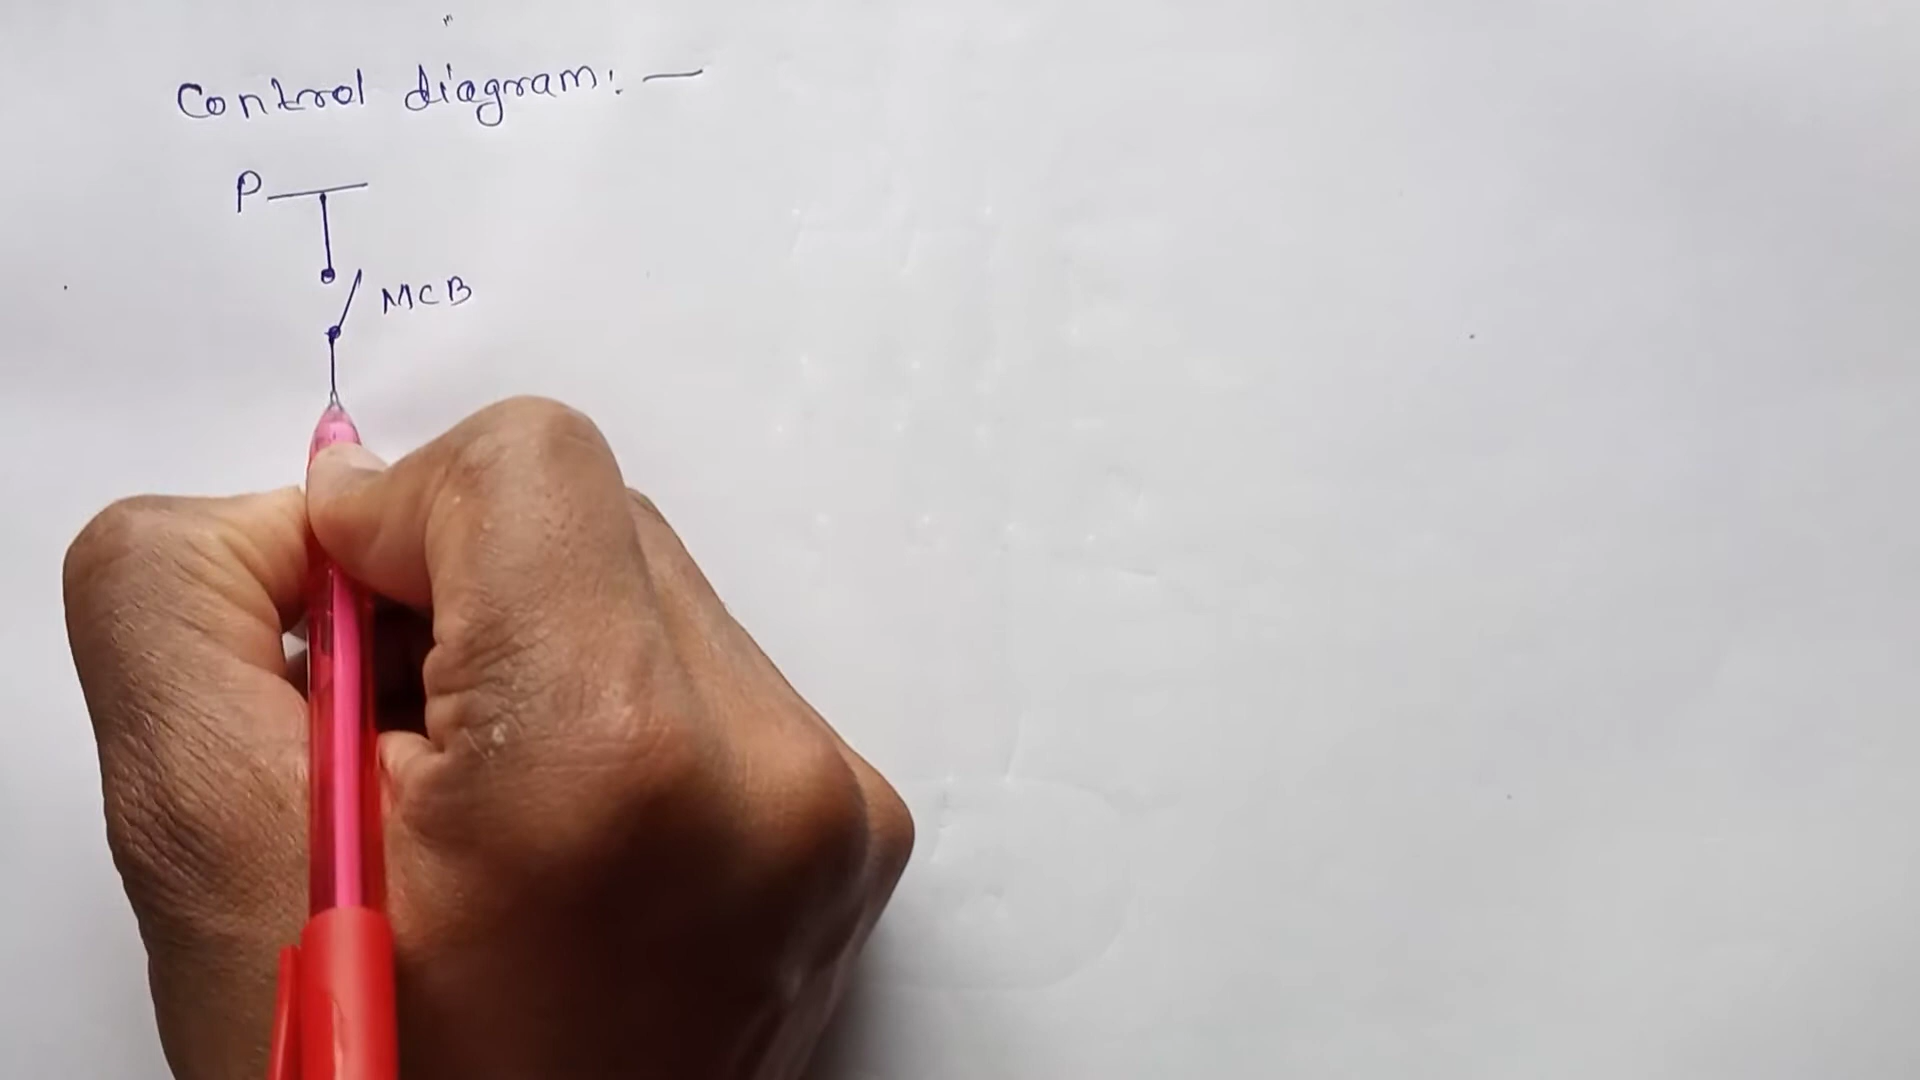 Control diagram: —
P
MCB